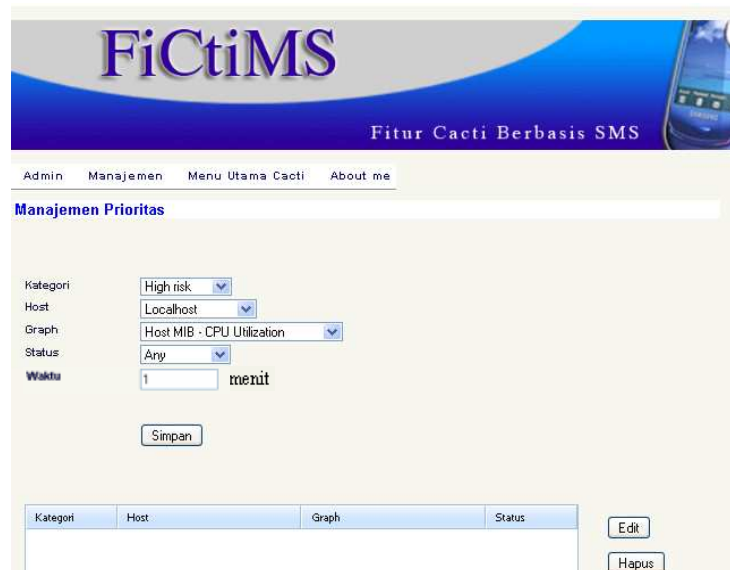 FiCtiMS
Fitur Cacti Berbasis SMS
Admin Manajemen Menu Utama Cacti About me
Manajemen Prioritas
Kategori High risk
Host Localhost
Graph Host MIB - CPU Utilization
Status Any
Waktu 1 menit
Simpan
Kategori Host Graph Status
Edit
Hapus